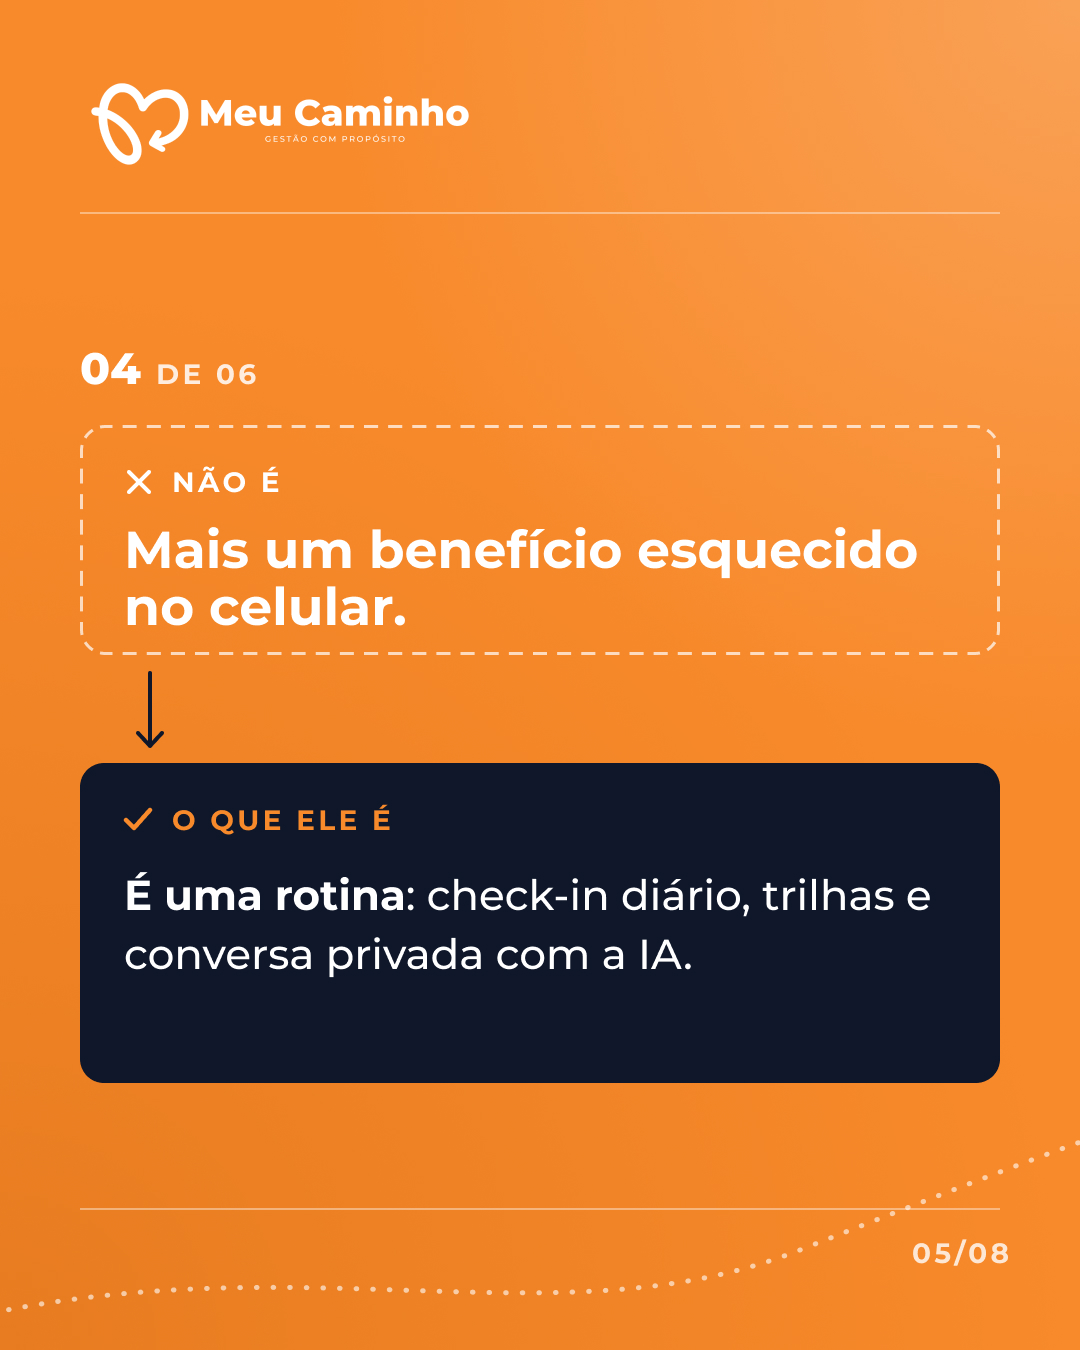 Meu Caminho
GESTÃO COM PROPÓSITO
04 DE 06
NÃO É
Mais um benefício esquecido
no celular.
O QUE ELE É
É uma rotina: check-in diário, trilhas e
conversa privada com a IA.
05/08